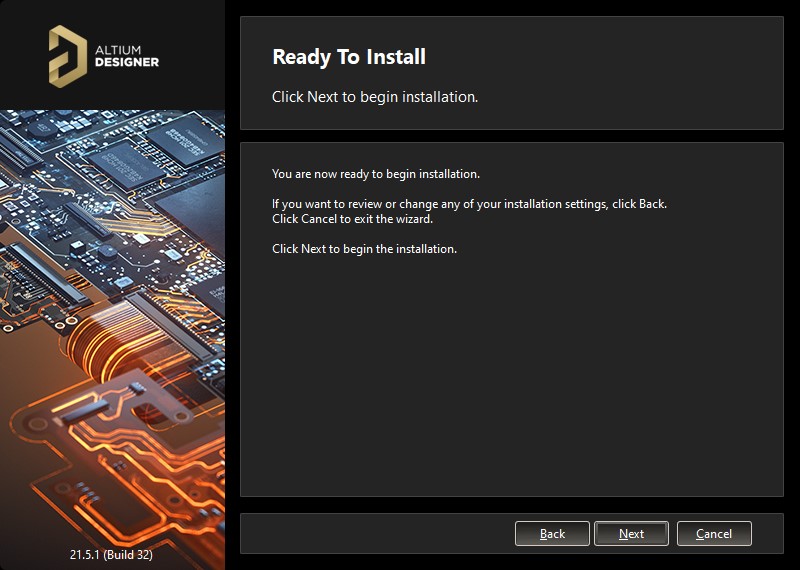 ALTIUM
DESIGNER
Ready To Install
Click Next to begin installation.
You are now ready to begin installation.
If you want to review or change any of your installation settings, click Back.
Click Cancel to exit the wizard.
Click Next to begin the installation.
21.5.1 (Build 32)
Back
Next
Cancel